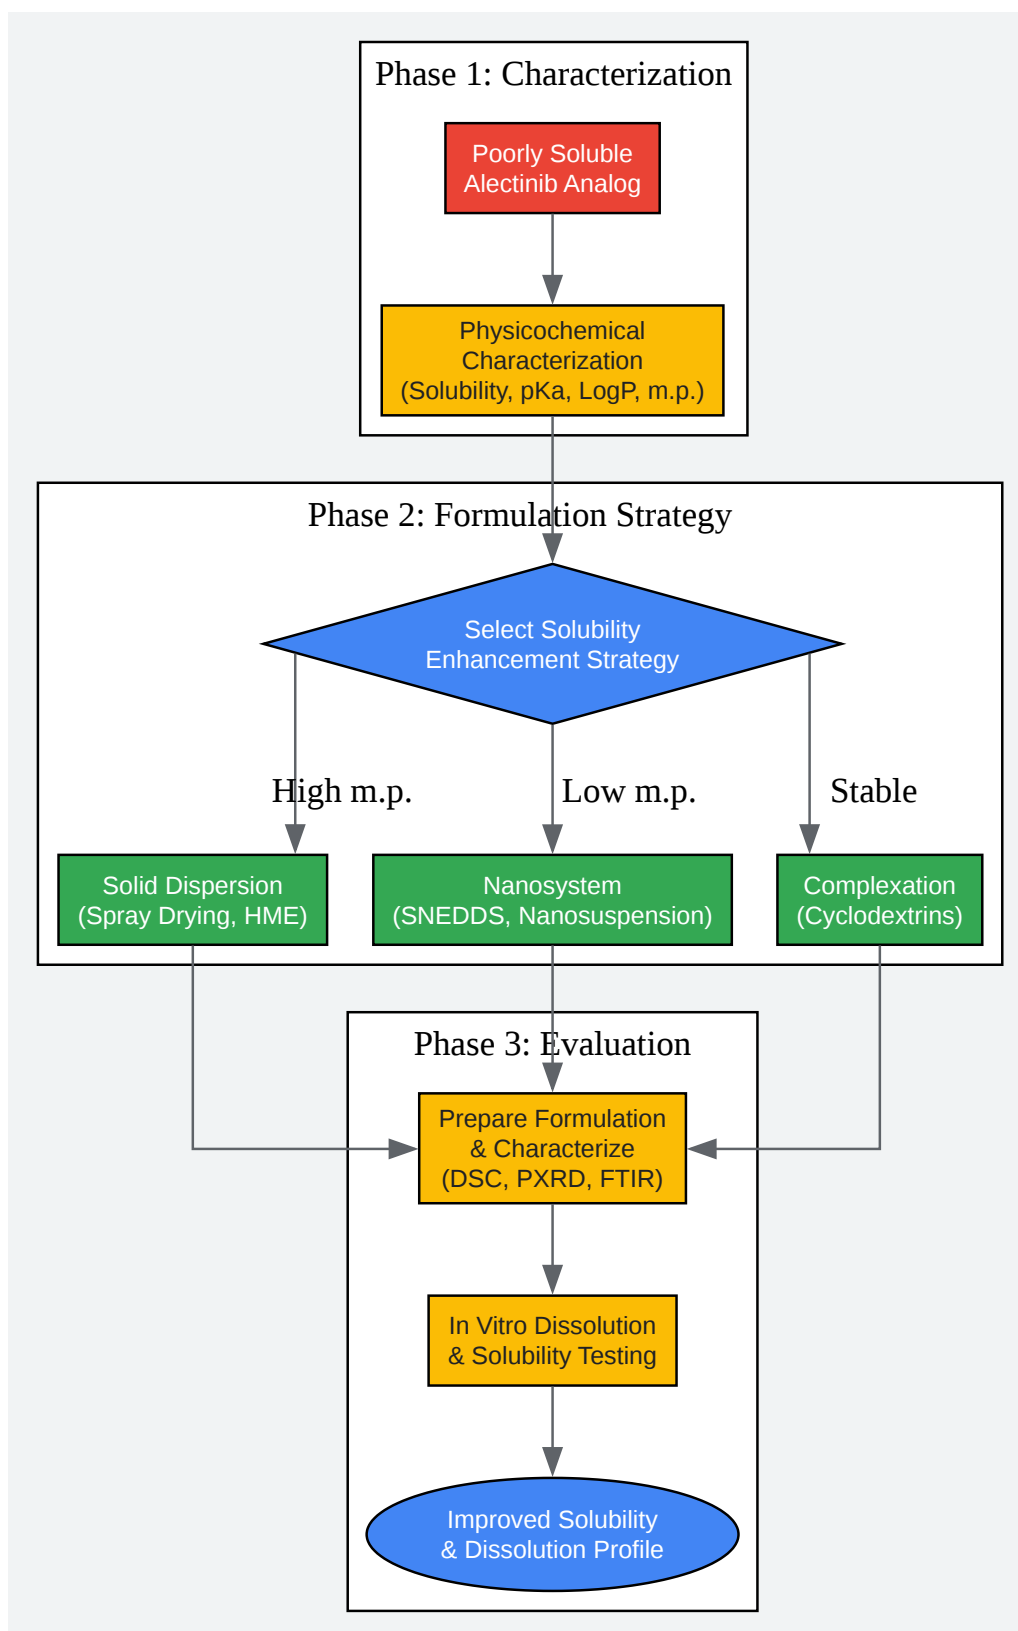 Phase 1: Characterization
Poorly Soluble
Alectinib Analog
Physicochemical
Characterization
(Solubility, pKa, LogP, m.p.)
Phase 2: Formulation Strategy
Select Solubility
Enhancement Strategy
High m.p.
Low m.p.
Stable
Solid Dispersion
(Spray Drying, HME)
Nanosystem
(SNEDDS, Nanosuspension)
Complexation
(Cyclodextrins)
Phase 3: Evaluation
Prepare Formulation
& Characterize
(DSC, PXRD, FTIR)
In Vitro Dissolution
& Solubility Testing
Improved Solubility
& Dissolution Profile